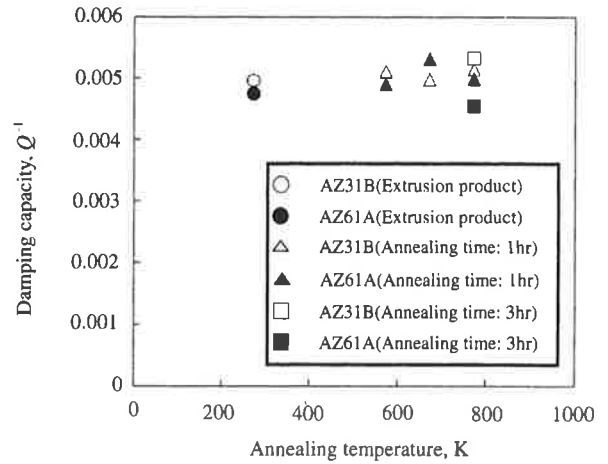 0.006
0.005
0.004
0.003
0.002
0.001
0
Damping capacity, Q⁻¹
AZ31B(Extrusion product)
AZ61A(Extrusion product)
AZ31B(Annealing time: 1hr)
AZ61A(Annealing time: 1hr)
AZ31B(Annealing time: 3hr)
AZ61A(Annealing time: 3hr)
0 200 400 600 800 1000
Annealing temperature, K